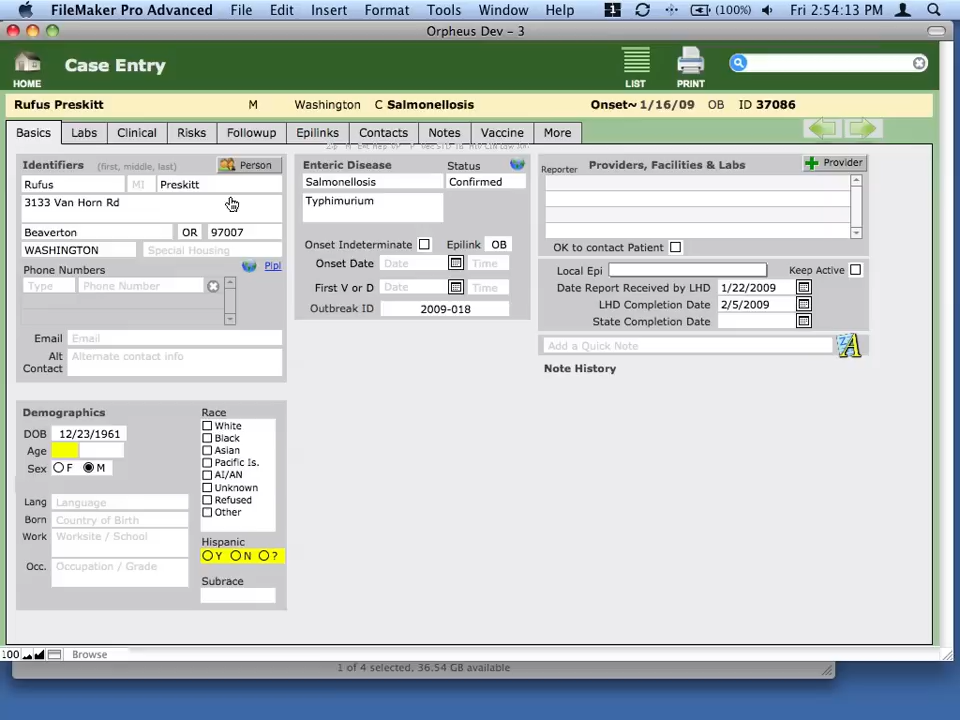 FileMaker Pro Advanced File Edit Insert Format Tools Window Help 1 (100%) Fri 2:54:13 PM
Orpheus Dev – 3
HOME
Case Entry
LIST
PRINT
Rufus Preskitt M Washington C Salmonellosis Onset~ 1/16/09 OB ID 37086
Basics Labs Clinical Risks Followup Epilinks Contacts Notes Vaccine More
Identifiers (first, middle, last) Person
Rufus MI Preskitt
3133 Van Horn Rd
Beaverton OR 97007
WASHINGTON Special Housing
Phone Numbers Pipl
Type Phone Number
Email Email
Alt Contact Alternate contact info
Enteric Disease Status
Salmonellosis Confirmed
Typhimurium
Onset Indeterminate Epilink OB
Onset Date Date Time
First V or D Date Time
Outbreak ID 2009-018
Reporter Providers, Facilities & Labs Provider
OK to contact Patient
Local Epi Keep Active
Date Report Received by LHD 1/22/2009
LHD Completion Date 2/5/2009
State Completion Date
Add a Quick Note
Note History
Demographics
DOB 12/23/1961
Age
Sex F M
Lang Language
Born Country of Birth
Work Worksite / School
Occ. Occupation / Grade
Race
White
Black
Asian
Pacific Is.
AI/AN
Unknown
Refused
Other
Hispanic
Y N ?
Subrace
100 Browse
1 of 4 selected, 36.54 GB available